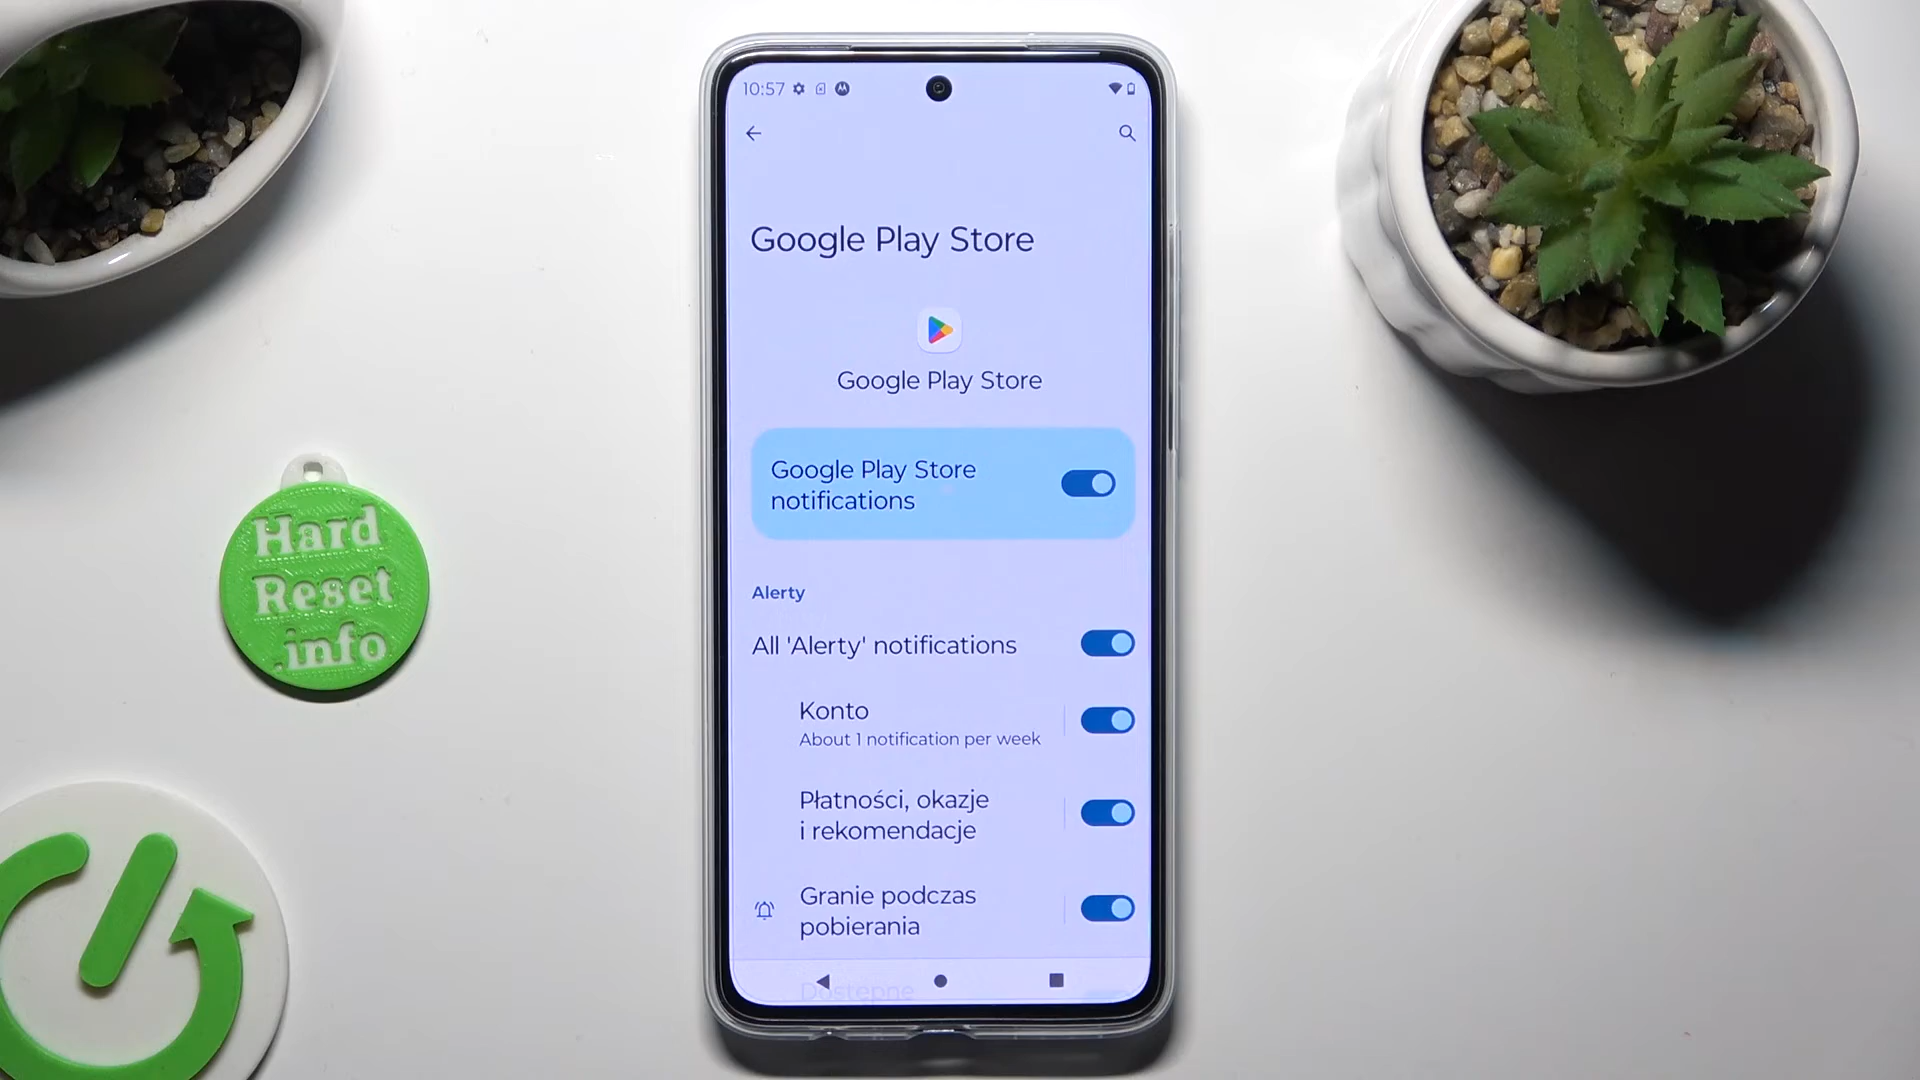 10:57
Google Play Store
Google Play Store
Google Play Store
notifications
Alerty
All 'Alerty' notifications
Konto
About 1 notification per week
Płatności, okazje
i rekomendacje
Granie podczas
pobierania
Dostępne
Hard
Reset
.info